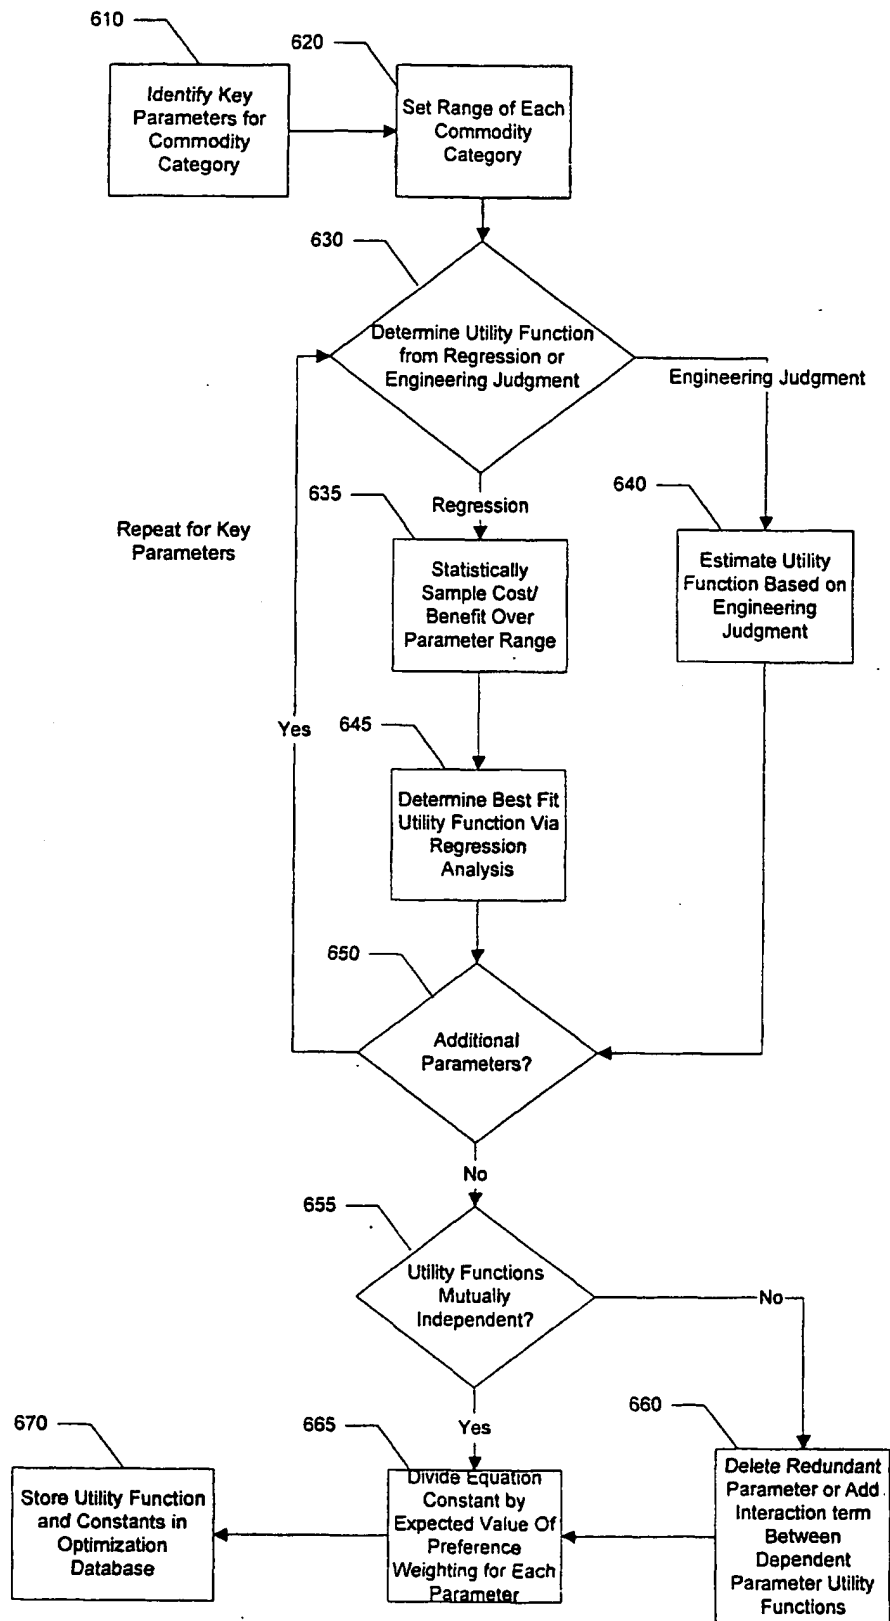 610
Identify Key
Parameters for
Commodity
Category
620
Set Range of Each
Commodity
Category
630
Determine Utility Function
from Regression or
Engineering Judgment
Engineering Judgment
Regression
635
Statistically
Sample Cost/
Benefit Over
Parameter Range
640
Estimate Utility
Function Based on
Engineering
Judgment
Repeat for Key
Parameters
Yes
645
Determine Best Fit
Utility Function Via
Regression
Analysis
650
Additional
Parameters?
No
655
Utility Functions
Mutually
Independent?
No
Yes
660
Delete Redundant
Parameter or Add
Interaction term
Between
Dependent
Parameter Utility
Functions
665
Divide Equation
Constant by
Expected Value Of
Preference
Weighting for Each
Parameter
670
Store Utility Function
and Constants in
Optimization
Database